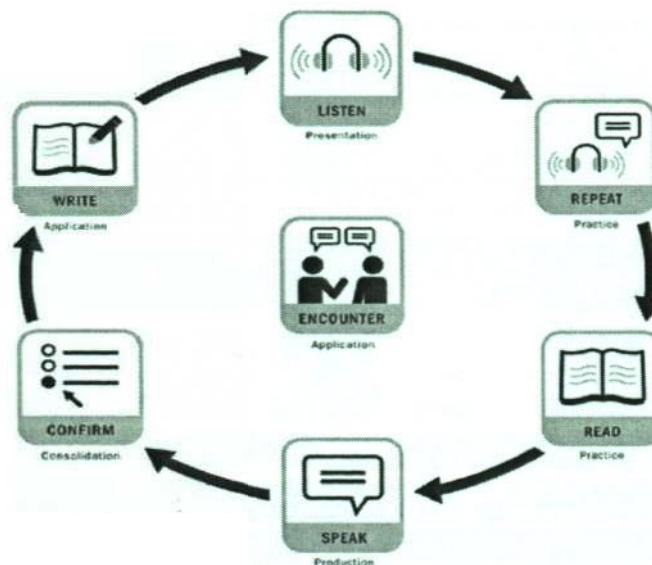 LISTEN
Presentation
REPEAT
Practice
READ
Practice
SPEAK
Production
CONFIRM
Consolidation
WRITE
Application
ENCOUNTER
Application